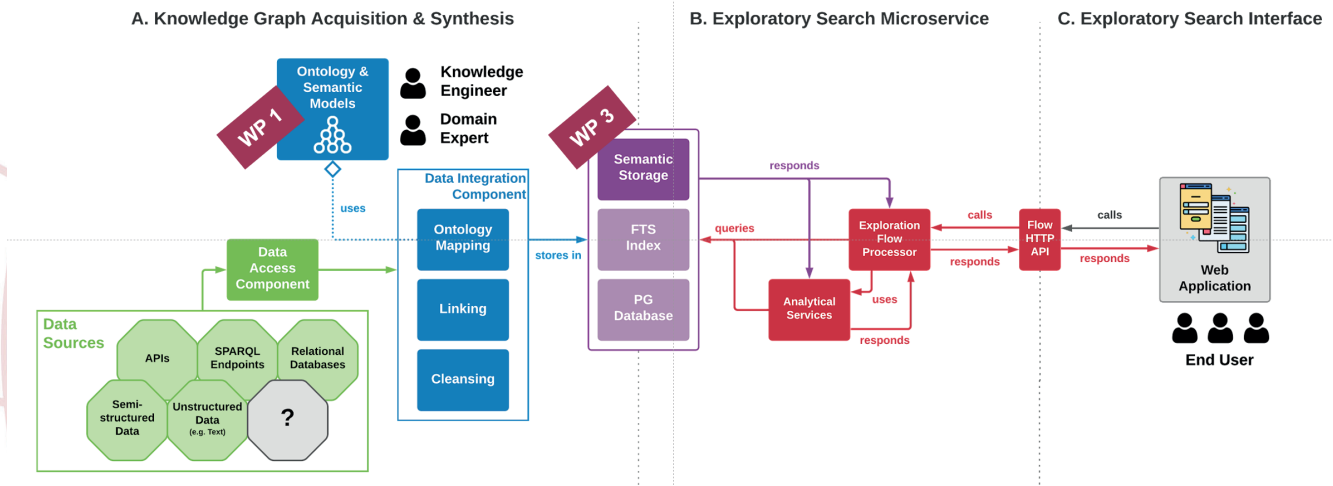 A. Knowledge Graph Acquisition & Synthesis
B. Exploratory Search Microservice
C. Exploratory Search Interface
Ontology &
Semantic
Models
WP 1
Knowledge
Engineer
Domain
Expert
uses
Data Integration
Component
Ontology
Mapping
Linking
Cleansing
stores in
Data
Access
Component
Data
Sources
APIs
SPARQL
Endpoints
Relational
Databases
Semi-
structured
Data
Unstructured
Data
(e.g. Text)
?
WP 3
Semantic
Storage
FTS
Index
PG
Database
responds
queries
Exploration
Flow
Processor
Analytical
Services
uses
responds
calls
responds
Flow
HTTP
API
calls
responds
Web
Application
End User